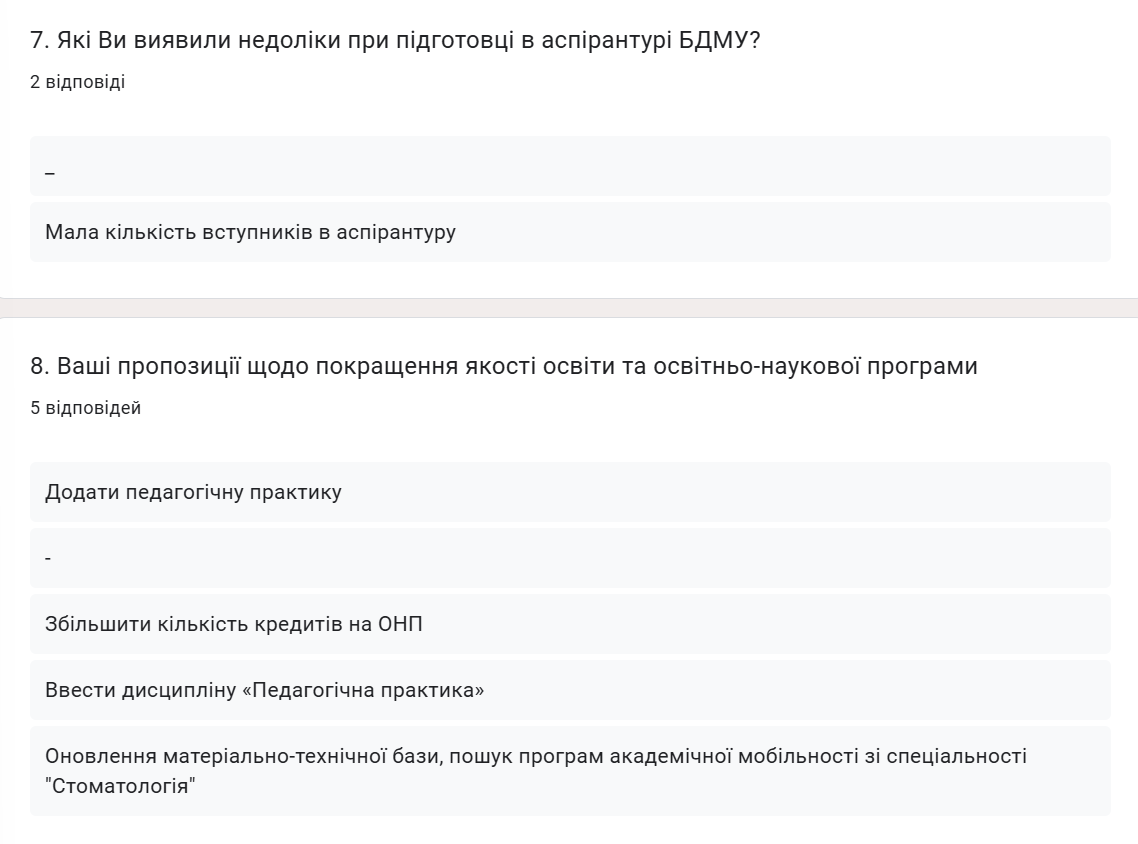 7. Які Ви виявили недоліки при підготовці в аспірантурі БДМУ?
2 відповіді
_
Мала кількість вступників в аспірантуру
8. Ваші пропозиції щодо покращення якості освіти та освітньо-наукової програми
5 відповідей
Додати педагогічну практику
-
Збільшити кількість кредитів на ОНП
Ввести дисципліну «Педагогічна практика»
Оновлення матеріально-технічної бази, пошук програм академічної мобільності зі спеціальності
"Стоматологія"